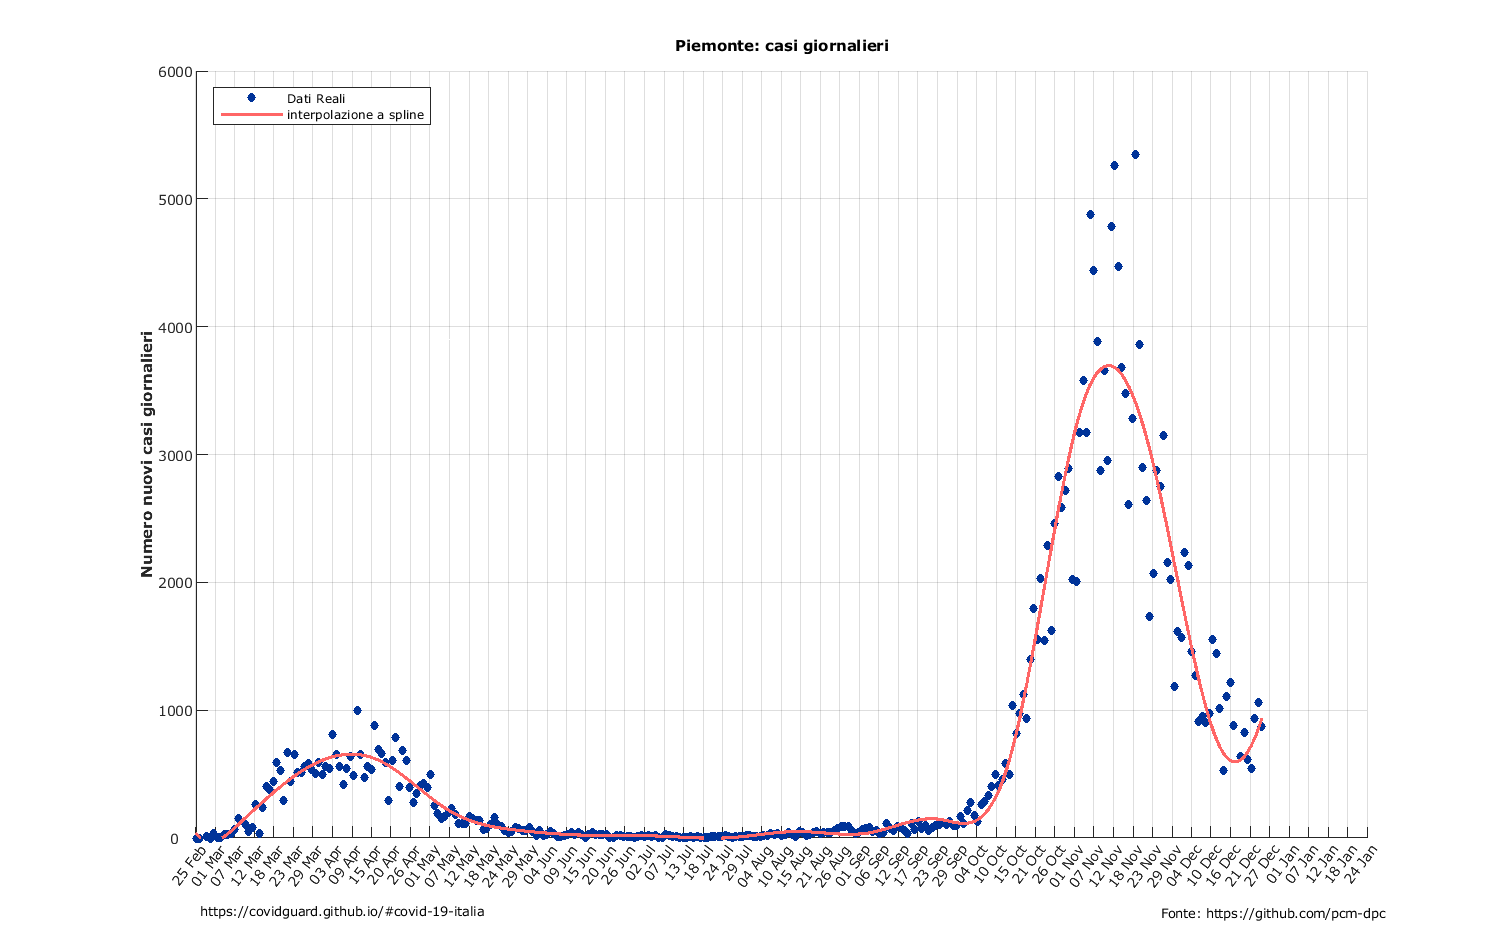 Piemonte: casi giornalieri
6000
Dati Reali
interpolazione a spline
5000
4000
3000
2000
1000
0
Numero nuovi casi giornalieri
25 Feb
01 Mar
07 Mar
12 Mar
18 Mar
23 Mar
29 Mar
03 Apr
09 Apr
15 Apr
20 Apr
26 Apr
01 May
07 May
12 May
18 May
24 May
29 May
04 Jun
09 Jun
15 Jun
20 Jun
26 Jun
02 Jul
07 Jul
13 Jul
18 Jul
24 Jul
29 Jul
04 Aug
10 Aug
15 Aug
21 Aug
26 Aug
01 Sep
06 Sep
12 Sep
17 Sep
23 Sep
29 Sep
04 Oct
10 Oct
15 Oct
21 Oct
26 Oct
01 Nov
07 Nov
12 Nov
18 Nov
23 Nov
29 Nov
04 Dec
10 Dec
16 Dec
21 Dec
27 Dec
01 Jan
07 Jan
12 Jan
18 Jan
24 Jan
https://covidguard.github.io/#covid-19-italia
Fonte: https://github.com/pcm-dpc